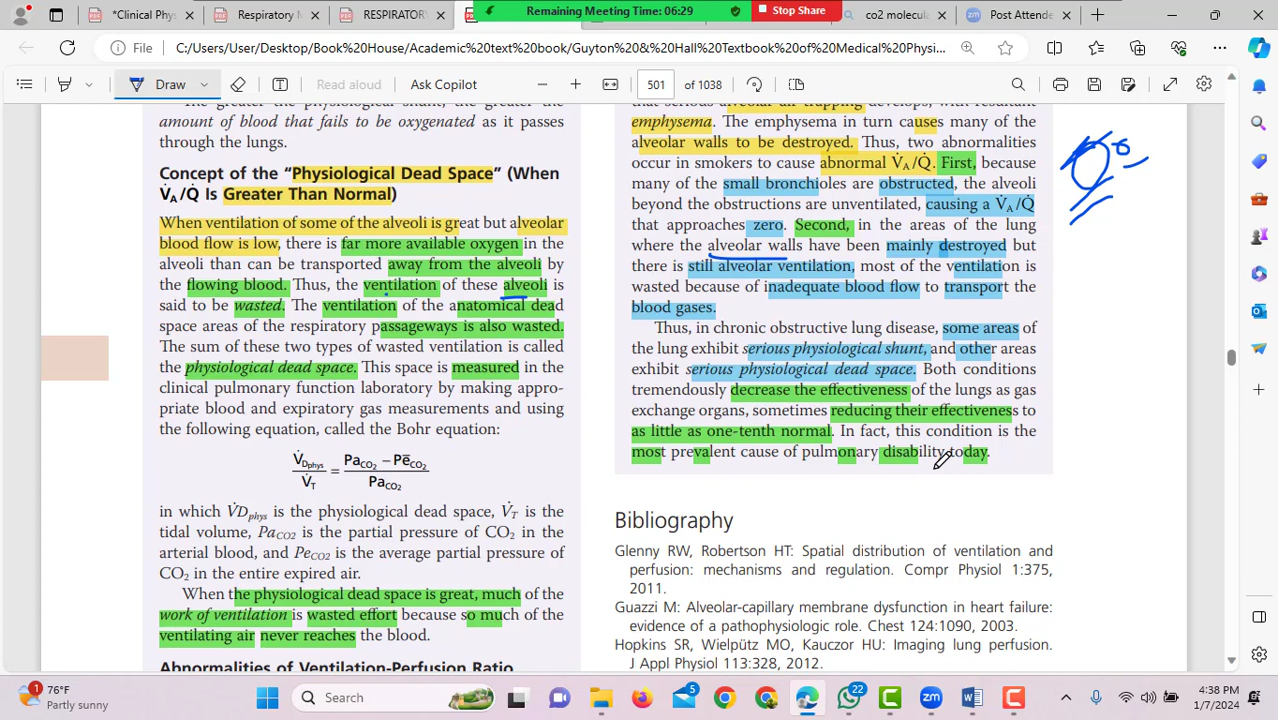 Remaining Meeting Time: 06:29
Stop Share
*Clinical Phys
Respiratory M
RESPIRATORY
co2 molecula
Post Attende
File
C:/Users/User/Desktop/Book%20House/Academic%20text%20book/Guyton%20&%20Hall%20Textbook%20of%20Medical%20Physi...
Draw
Read aloud
Ask Copilot
501 of 1038
The greater the physiological shunt, the greater the
amount of blood that fails to be oxygenated as it passes
through the lungs.
Concept of the “Physiological Dead Space” (When
V̇A/Q̇ Is Greater Than Normal)
When ventilation of some of the alveoli is great but alveolar
blood flow is low, there is far more available oxygen in the
alveoli than can be transported away from the alveoli by
the flowing blood. Thus, the ventilation of these alveoli is
said to be wasted. The ventilation of the anatomical dead
space areas of the respiratory passageways is also wasted.
The sum of these two types of wasted ventilation is called
the physiological dead space. This space is measured in the
clinical pulmonary function laboratory by making appro-
priate blood and expiratory gas measurements and using
the following equation, called the Bohr equation:
V̇Dphys / V̇T = (PaCO2 − Pe̅CO2) / PaCO2
in which V̇Dphys is the physiological dead space, V̇T is the
tidal volume, PaCO2 is the partial pressure of CO2 in the
arterial blood, and PeCO2 is the average partial pressure of
CO2 in the entire expired air.
When the physiological dead space is great, much of the
work of ventilation is wasted effort because so much of the
ventilating air never reaches the blood.
Abnormalities of Ventilation-Perfusion Ratio
that serious alveolar air trapping develops, with resultant
emphysema. The emphysema in turn causes many of the
alveolar walls to be destroyed. Thus, two abnormalities
occur in smokers to cause abnormal V̇A/Q̇. First, because
many of the small bronchioles are obstructed, the alveoli
beyond the obstructions are unventilated, causing a V̇A/Q̇
that approaches zero. Second, in the areas of the lung
where the alveolar walls have been mainly destroyed but
there is still alveolar ventilation, most of the ventilation is
wasted because of inadequate blood flow to transport the
blood gases.
Thus, in chronic obstructive lung disease, some areas of
the lung exhibit serious physiological shunt, and other areas
exhibit serious physiological dead space. Both conditions
tremendously decrease the effectiveness of the lungs as gas
exchange organs, sometimes reducing their effectiveness to
as little as one-tenth normal. In fact, this condition is the
most prevalent cause of pulmonary disability today.
Bibliography
Glenny RW, Robertson HT: Spatial distribution of ventilation and
perfusion: mechanisms and regulation. Compr Physiol 1:375,
2011.
Guazzi M: Alveolar-capillary membrane dysfunction in heart failure:
evidence of a pathophysiologic role. Chest 124:1090, 2003.
Hopkins SR, Wielpütz MO, Kauczor HU: Imaging lung perfusion.
J Appl Physiol 113:328, 2012.
1
76°F
Partly sunny
Search
5
22
4:38 PM
1/7/2024